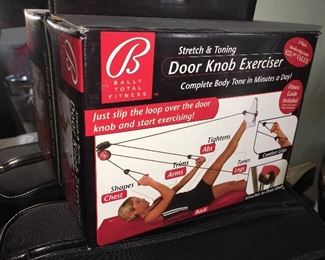 B
BALLY
TOTAL
FITNESS
Stretch & Toning
Door Knob Exerciser
Complete Body Tone in Minutes a Day!
Just slip the loop over the door
knob and start exercising!
Fitness
Guide
Included
Tightens
Abs
Trims
Arms
Tones
Legs
Shapes
Chest
Back
Comfort Grip